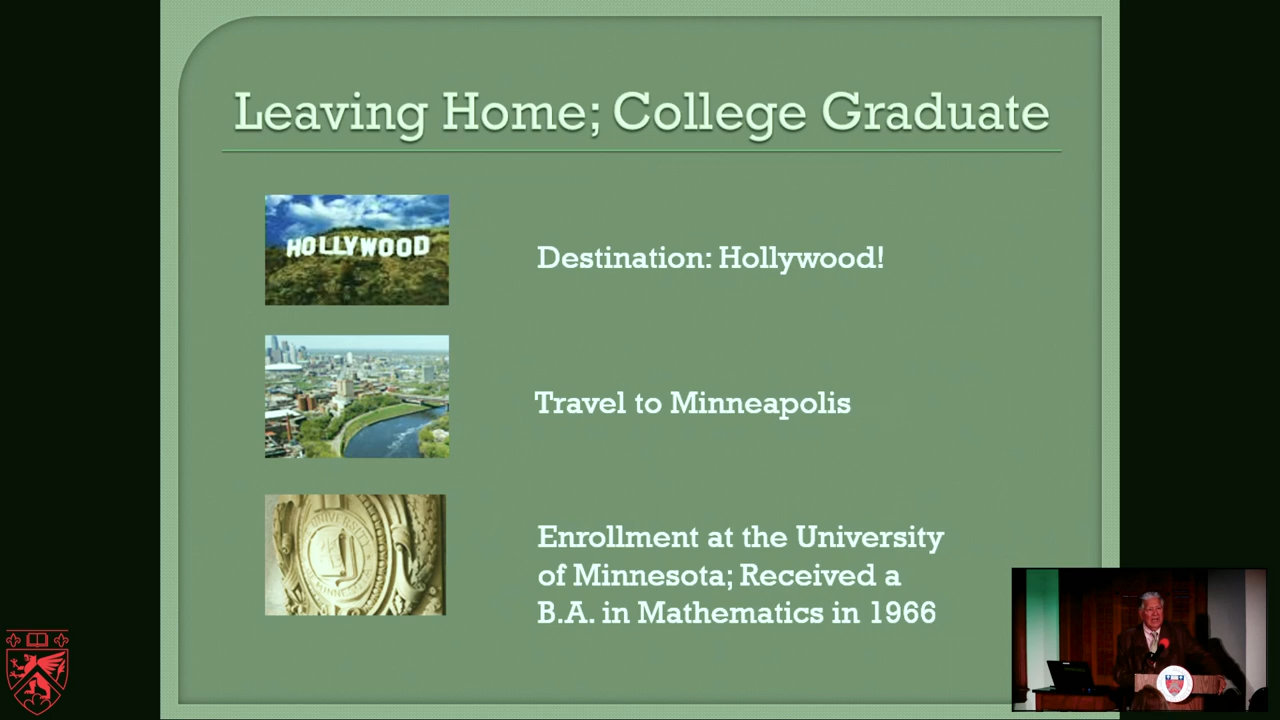 Leaving Home; College Graduate
HOLLYWOOD
Destination: Hollywood!
Travel to Minneapolis
UNIVERSITY
Enrollment at the University
of Minnesota; Received a
B.A. in Mathematics in 1966